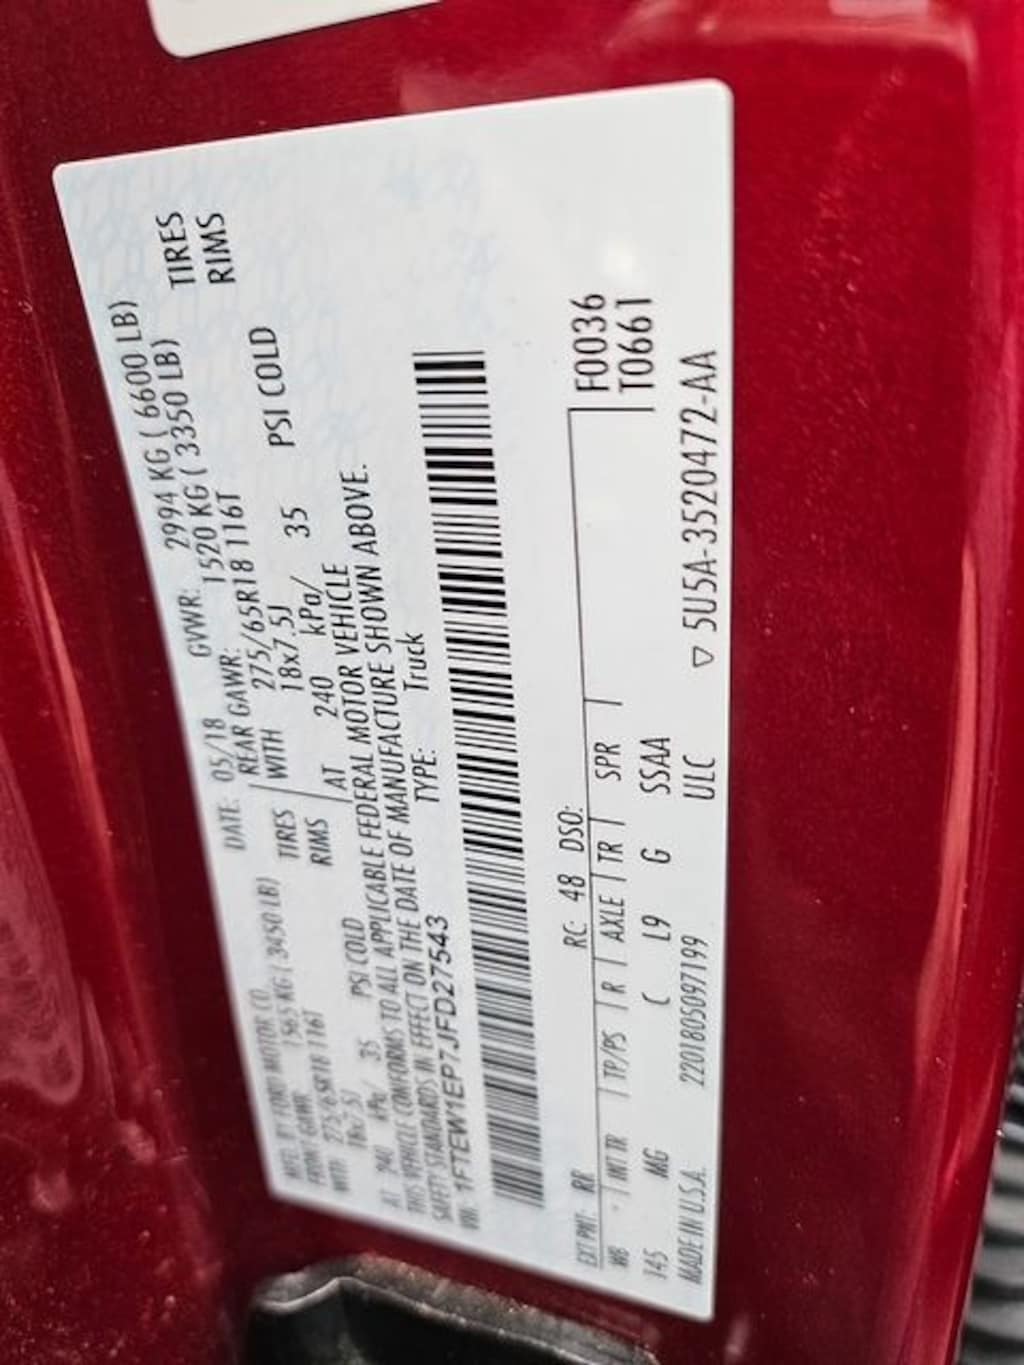 MFD. BY FORD MOTOR CO. DATE: 05/18 GVWR: 2994 KG ( 6600 LB)
FRONT GAWR: 1565 KG ( 3450 LB) REAR GAWR: 1520 KG ( 3350 LB)
WITH 275/65R18 116T TIRES WITH 275/65R18 116T TIRES
18x7.5J RIMS 18x7.5J RIMS
AT 240 kPa/ 35 PSI COLD AT 240 kPa/ 35 PSI COLD
THIS VEHICLE CONFORMS TO ALL APPLICABLE FEDERAL MOTOR VEHICLE
SAFETY STANDARDS IN EFFECT ON THE DATE OF MANUFACTURE SHOWN ABOVE.
VIN: 1FTEW1EP7JFD27543 TYPE: Truck
EXT PNT: RR RC: 48 DSO: F0036
WB - INT TR TP/PS R AXLE TR SPR T0661
145 MG C L9 G SSAA
MADE IN U.S.A. 2201805097199 ULC ▽ 5U5A-3520472-AA